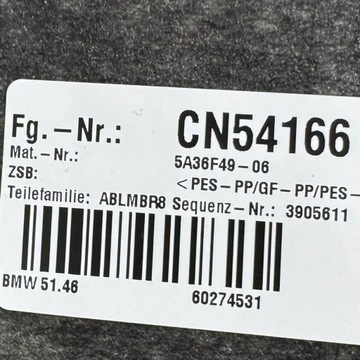 Fg. -Nr.: CN54166
Mat. -Nr.: 5A36F49-06
ZSB: <PES-PP/GF-PP/PES-
Teilefamilie: ABLMBR8 Sequenz-Nr.: 3905611
BMW 51.46 60274531